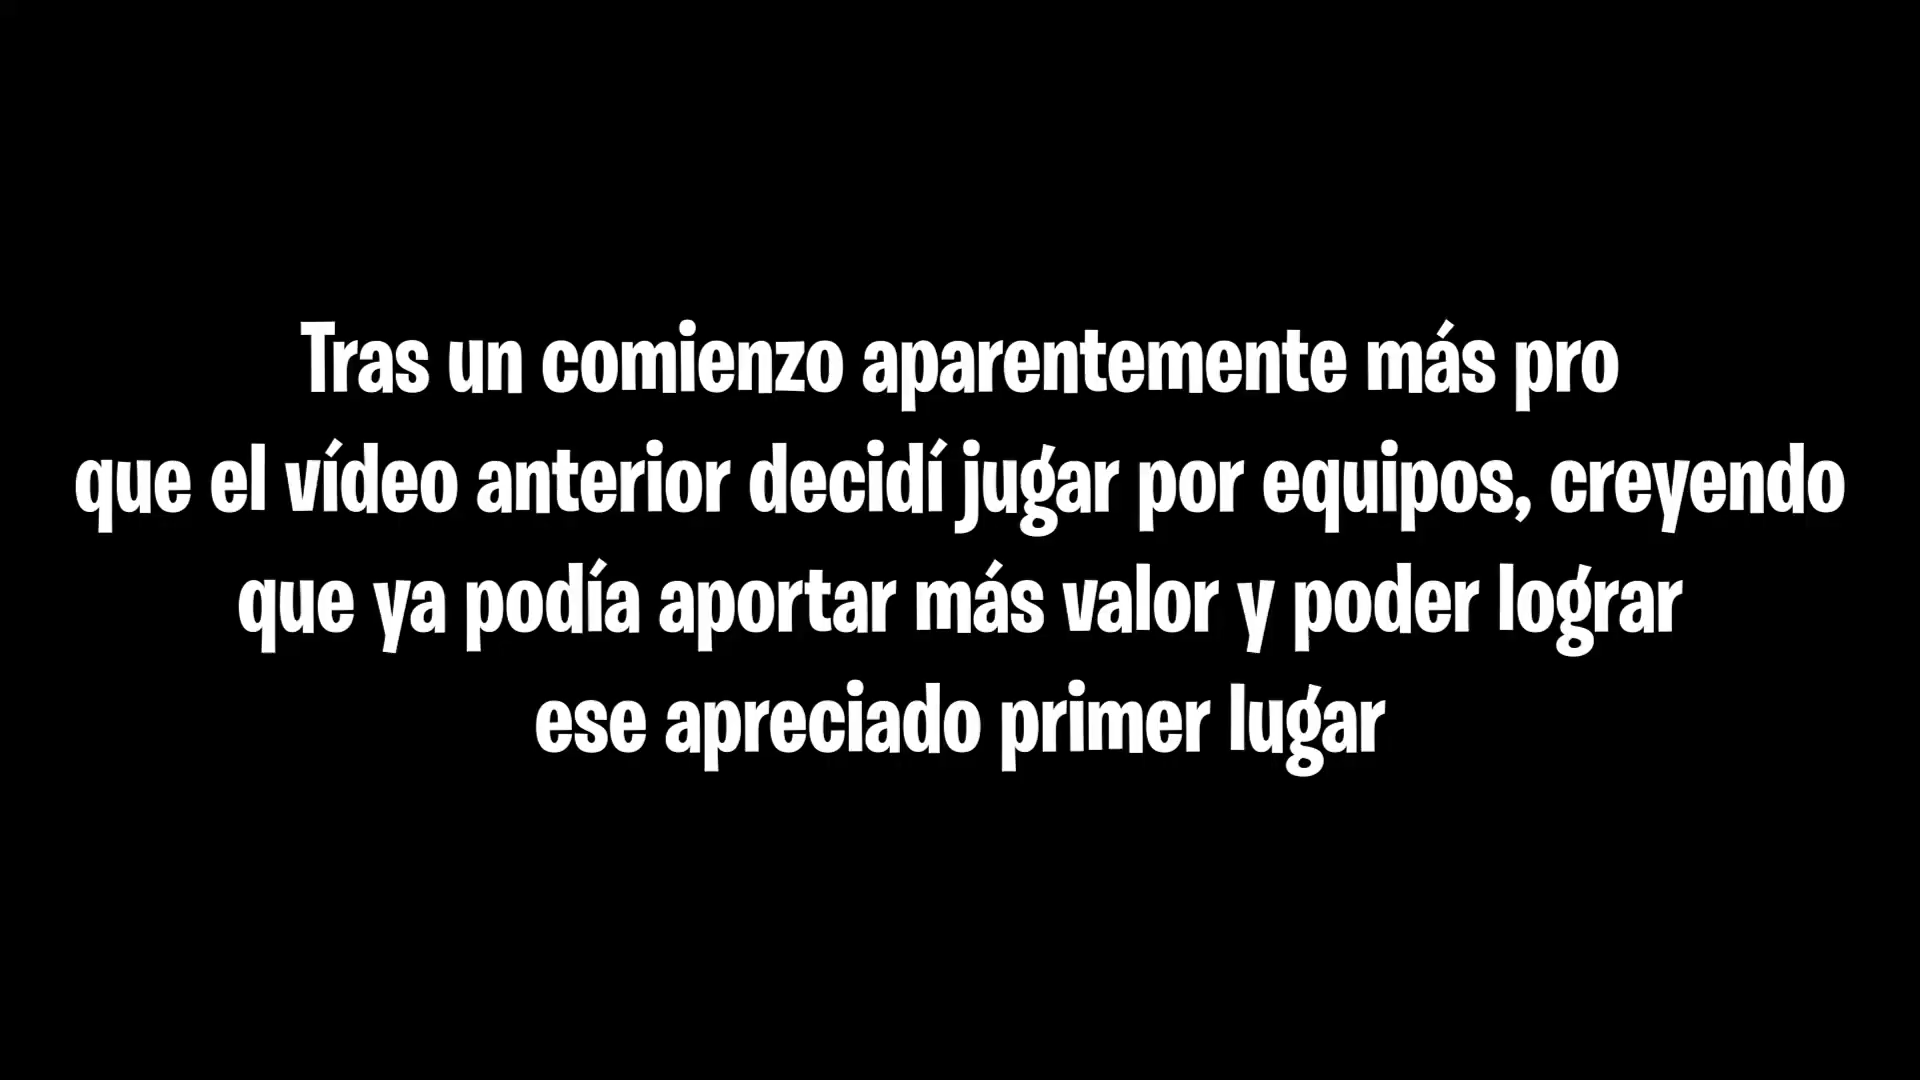 Tras un comienzo aparentemente más pro
que el vídeo anterior decidí jugar por equipos, creyendo
que ya podía aportar más valor y poder lograr
ese apreciado primer lugar